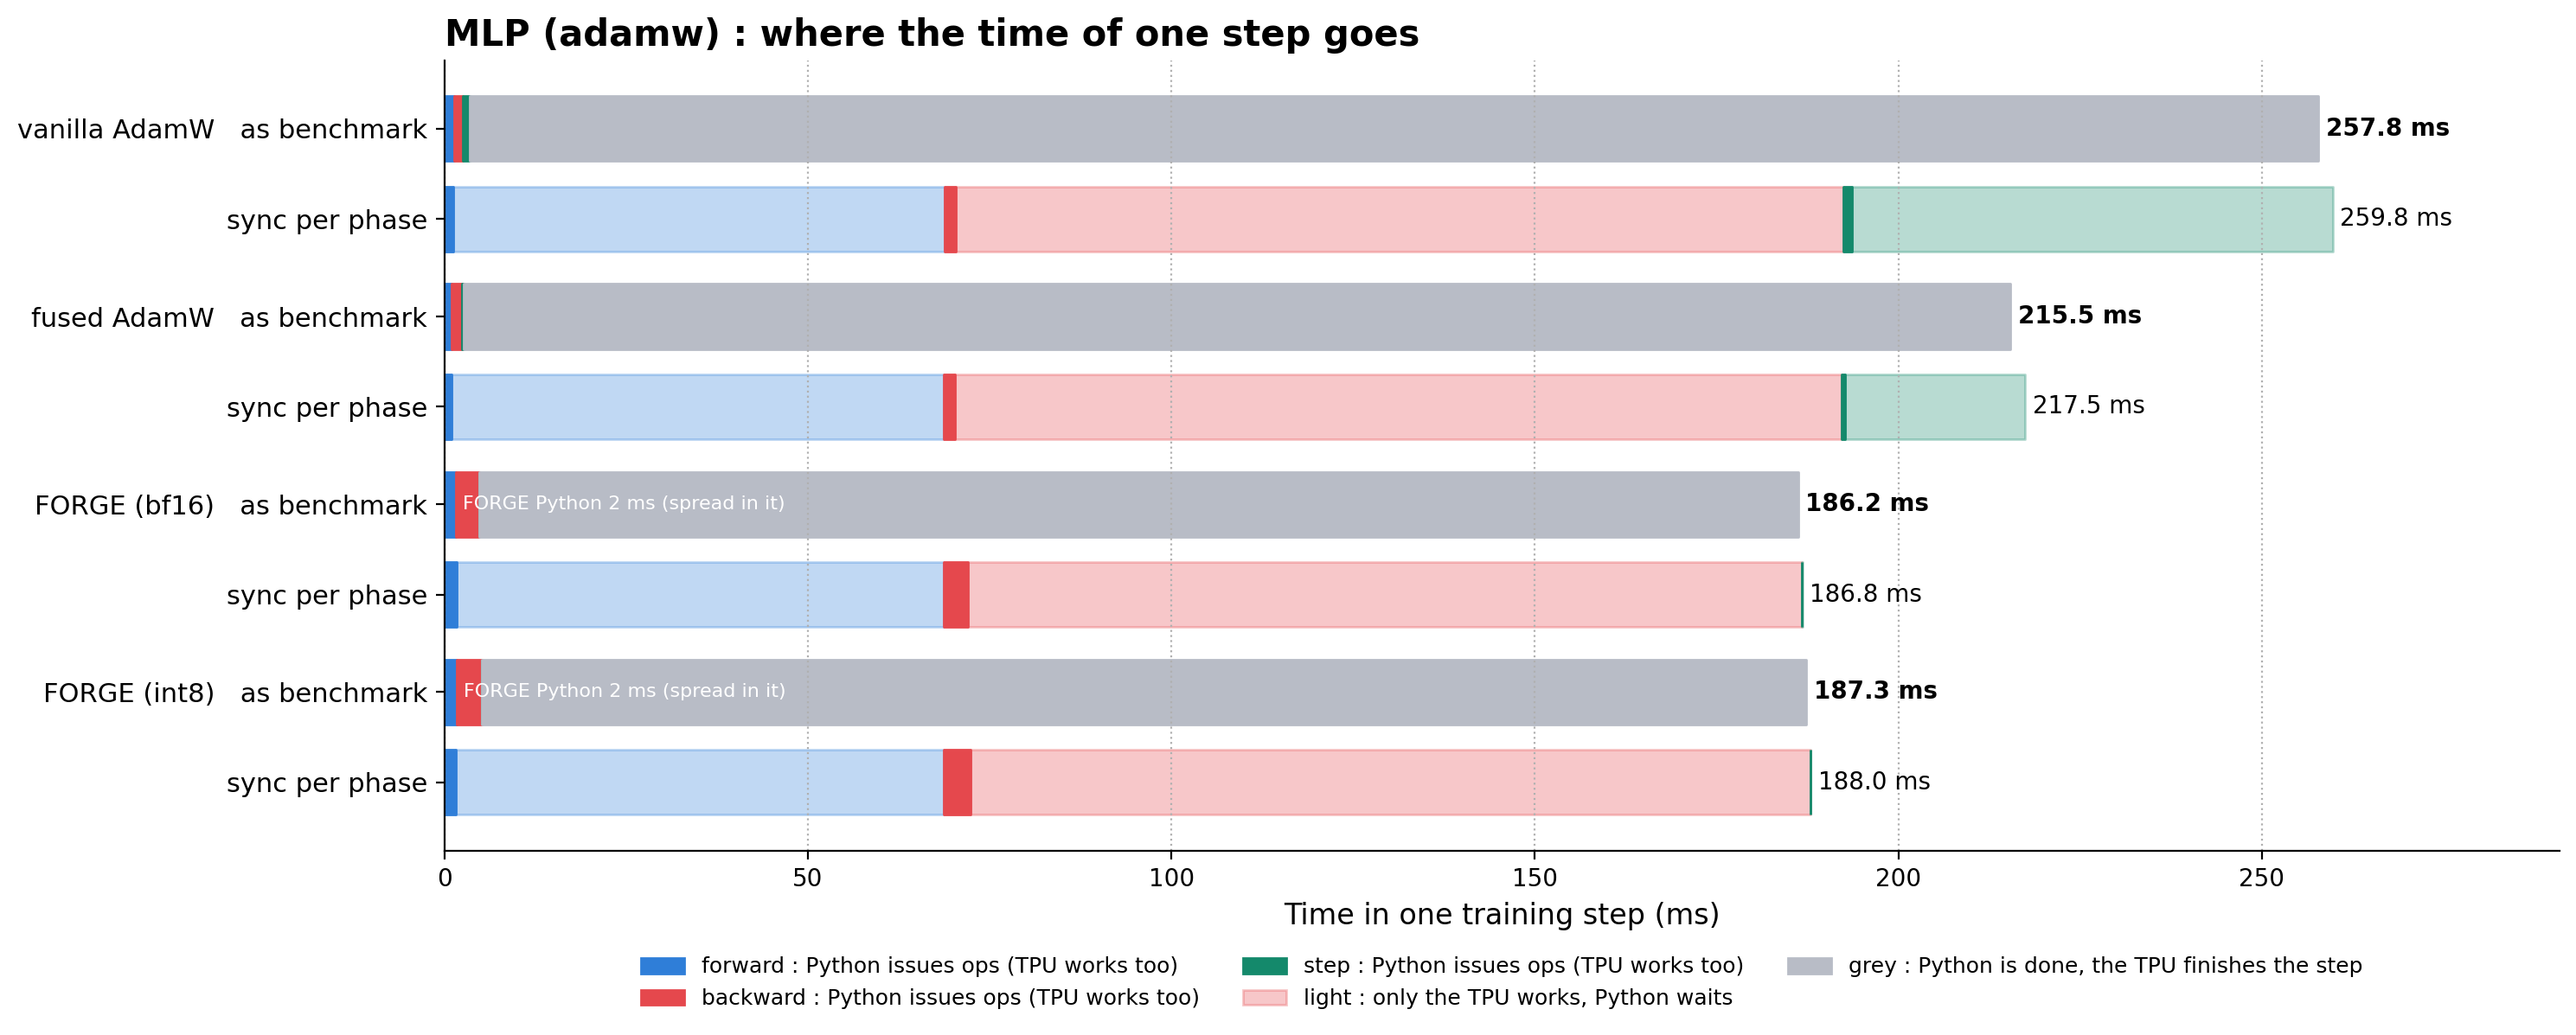 MLP (adamw) : where the time of one step goes
vanilla AdamW as benchmark
257.8 ms
sync per phase
259.8 ms
fused AdamW as benchmark
215.5 ms
sync per phase
217.5 ms
FORGE (bf16) as benchmark
FORGE Python 2 ms (spread in it)
186.2 ms
sync per phase
186.8 ms
FORGE (int8) as benchmark
FORGE Python 2 ms (spread in it)
187.3 ms
sync per phase
188.0 ms
0 50 100 150 200 250
Time in one training step (ms)
forward : Python issues ops (TPU works too)
backward : Python issues ops (TPU works too)
step : Python issues ops (TPU works too)
light : only the TPU works, Python waits
grey : Python is done, the TPU finishes the step